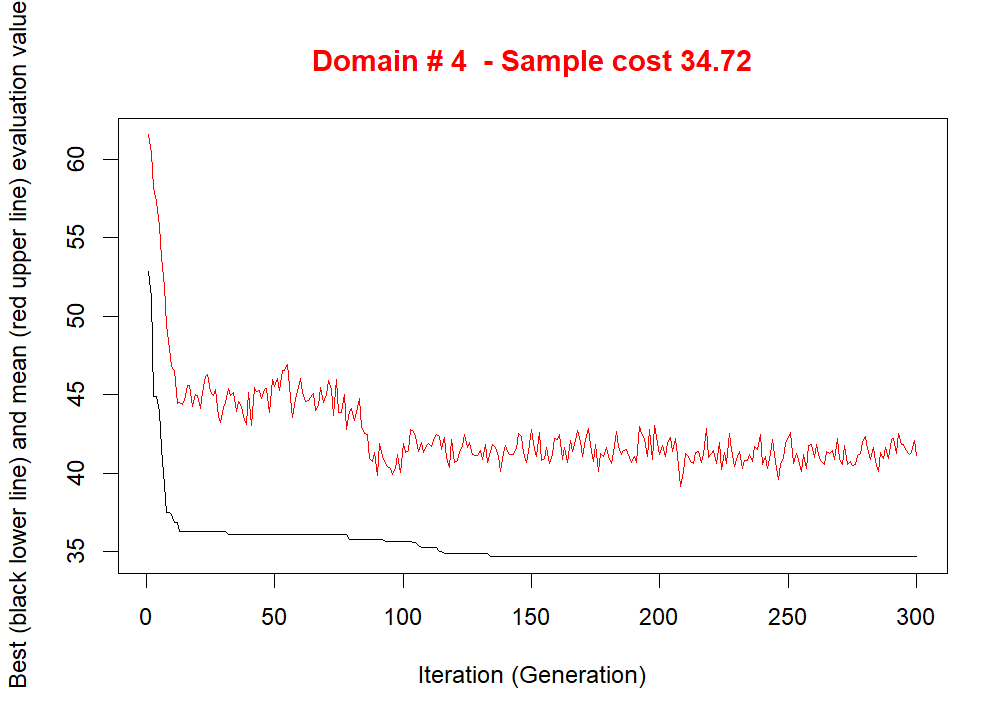 Domain # 4  - Sample cost 34.72
Best (black lower line) and mean (red upper line) evaluation value
60
55
50
45
40
35
0 50 100 150 200 250 300
Iteration (Generation)